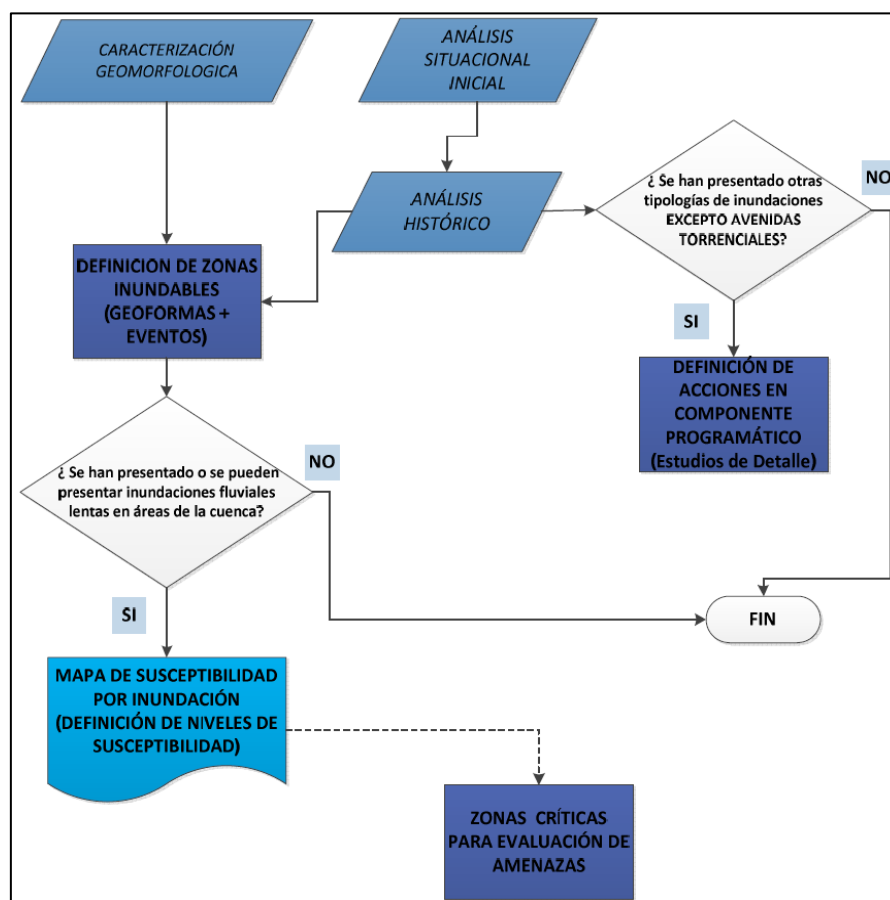 CARACTERIZACIÓN
GEOMORFOLOGICA
ANÁLISIS
SITUACIONAL
INICIAL
ANÁLISIS
HISTÓRICO
¿ Se han presentado otras
tipologías de inundaciones
EXCEPTO AVENIDAS
TORRENCIALES?
NO
DEFINICION DE ZONAS
INUNDABLES
(GEOFORMAS +
EVENTOS)
SI
DEFINICIÓN DE
ACCIONES EN
COMPONENTE
PROGRAMÁTICO
(Estudios de Detalle)
¿ Se han presentado o se pueden
presentar inundaciones fluviales
lentas en áreas de la cuenca?
NO
SI
FIN
MAPA DE SUSCEPTIBILIDAD
POR INUNDACIÓN
(DEFINICIÓN DE NIVELES DE
SUSCEPTIBILIDAD)
ZONAS CRÍTICAS
PARA EVALUACIÓN DE
AMENAZAS